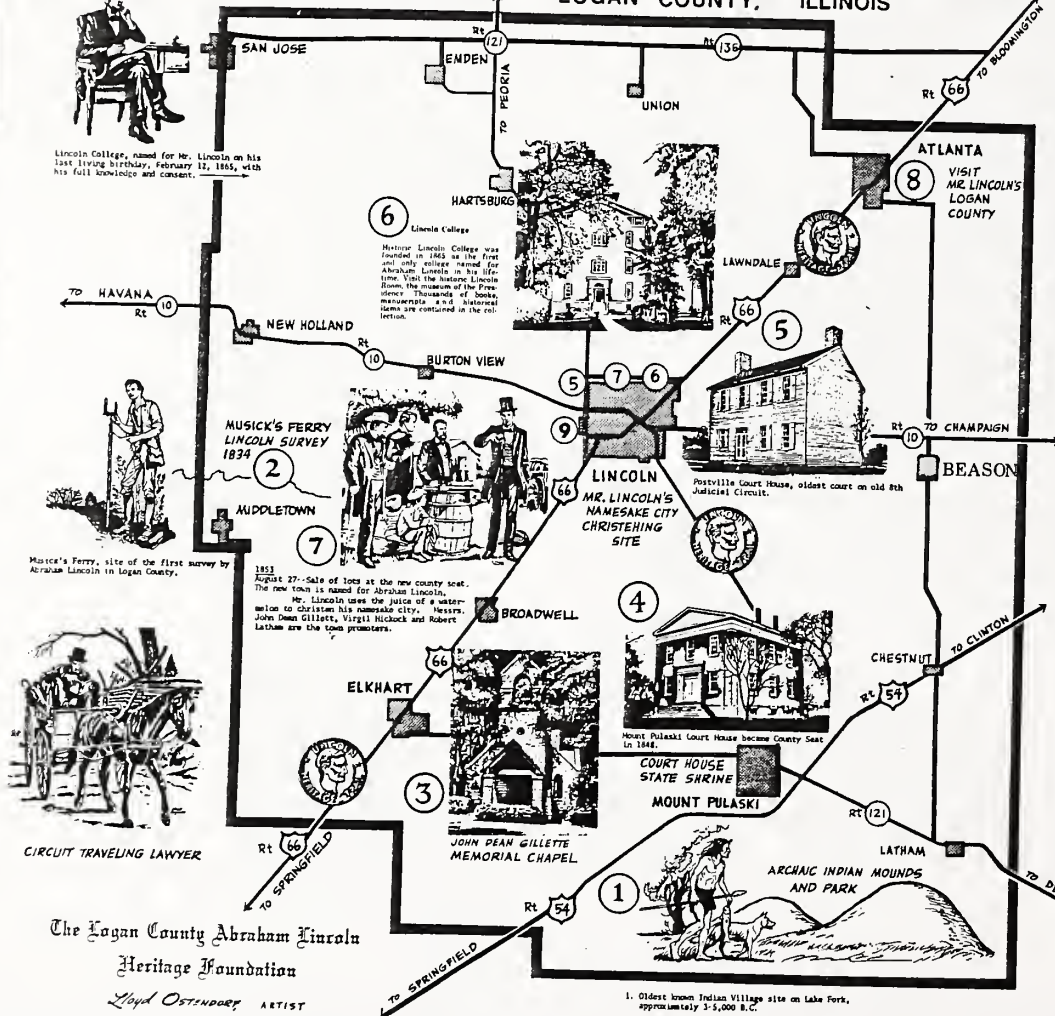 LOGAN COUNTY, ILLINOIS
Rt 121
Rt 136
SAN JOSE
EMDEN
TO PEORIA
UNION
Rt 66
TO BLOOMINGTON
Lincoln College, named for Mr. Lincoln on his
last living birthday, February 12, 1865, with
his full knowledge and consent.
HARTSBURG
ATLANTA
8
VISIT
MR. LINCOLN'S
LOGAN
COUNTY
6
Lincoln College
Historic Lincoln College was
founded in 1865 as the first
and only college named for
Abraham Lincoln in his life-
time. Visit the historic Lincoln
Room, the museum of the Pres-
idency Thousands of books,
manuscripts and historical
items are contained in the col-
lection.
LAWNDALE
LINCOLN
HERITAGE TRAIL
Rt 66
TO HAVANA
Rt 10
NEW HOLLAND
Rt 10
BURTON VIEW
5
5 7 6
9
LINCOLN
MR. LINCOLN'S
NAMESAKE CITY
CHRISTEHING
SITE
Rt 10 TO CHAMPAIGN
BEASON
Postville Court House, oldest court on old 8th
Judicial Circuit.
MUSICK'S FERRY
LINCOLN SURVEY
1834
2
MIDDLETOWN
Musick's Ferry, site of the first survey by
Abraham Lincoln in Logan County.
7
66
1853
August 27--Sale of lots at the new county seat.
The new town is named for Abraham Lincoln.
Mr. Lincoln uses the juice of a water-
melon to christen his namesake city. Messrs.
John Dean Gillett, Virgil Hickock and Robert
Latham are the town promoters.
LINCOLN
HERITAGE TRAIL
BROADWELL
4
CHESTNUT
TO CLINTON
Rt 54
66
ELKHART
Mount Pulaski Court House became County Seat
in 1848.
COURT HOUSE
STATE SHRINE
MOUNT PULASKI
LINCOLN
HERITAGE TRAIL
3
JOHN DEAN GILLETTE
MEMORIAL CHAPEL
Rt 121
LATHAM
CIRCUIT TRAVELING LAWYER
Rt 66
TO SPRINGFIELD
1
ARCHAIC INDIAN MOUNDS
AND PARK
Rt 54
TO SPRINGFIELD
The Logan County Abraham Lincoln
Heritage Foundation
Lloyd OSTENDORF, ARTIST
1. Oldest known Indian Village site on Lake Fork,
approximately 3-5,000 B.C.